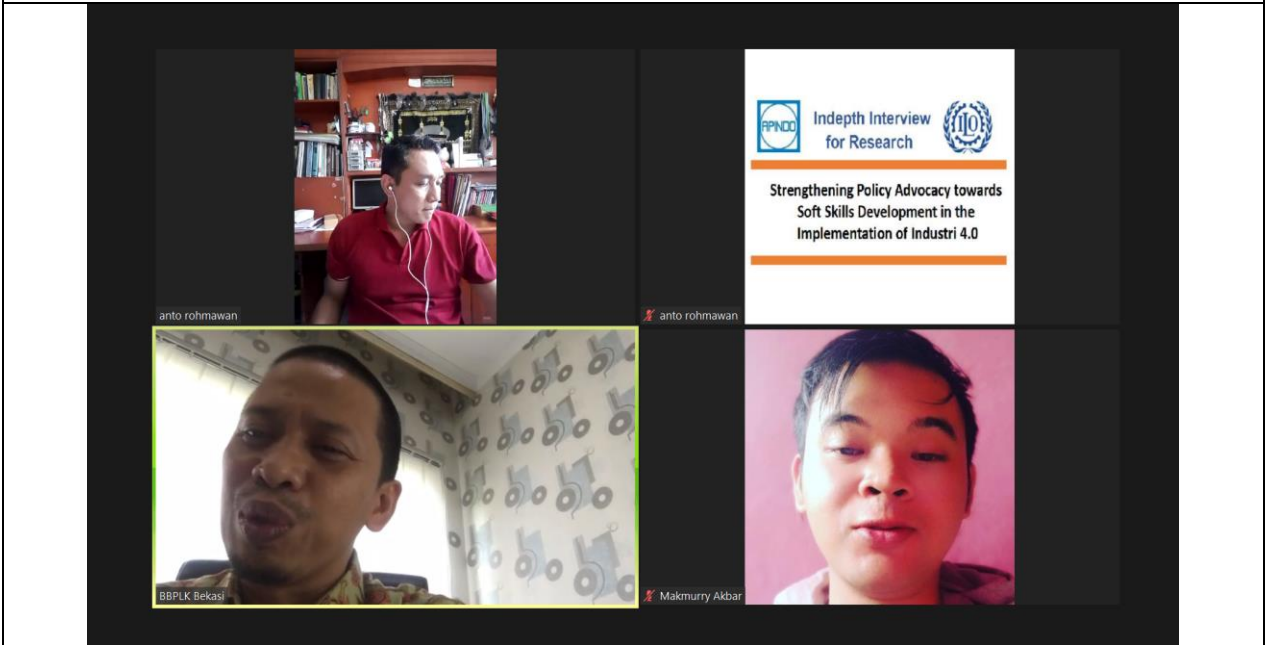 anto rohmawan
APINDO
Indepth Interview
for Research
ILO
Strengthening Policy Advocacy towards
Soft Skills Development in the
Implementation of Industri 4.0
anto rohmawan
BBPLK Bekasi
Makmurry Akbar